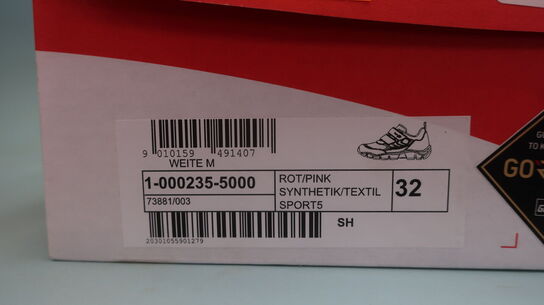 9 010159 491407
WEITE M
1-000235-5000
ROT/PINK
SYNTHETIK/TEXTIL
SPORT5
32
73881/003
SH
20301055901279
GO